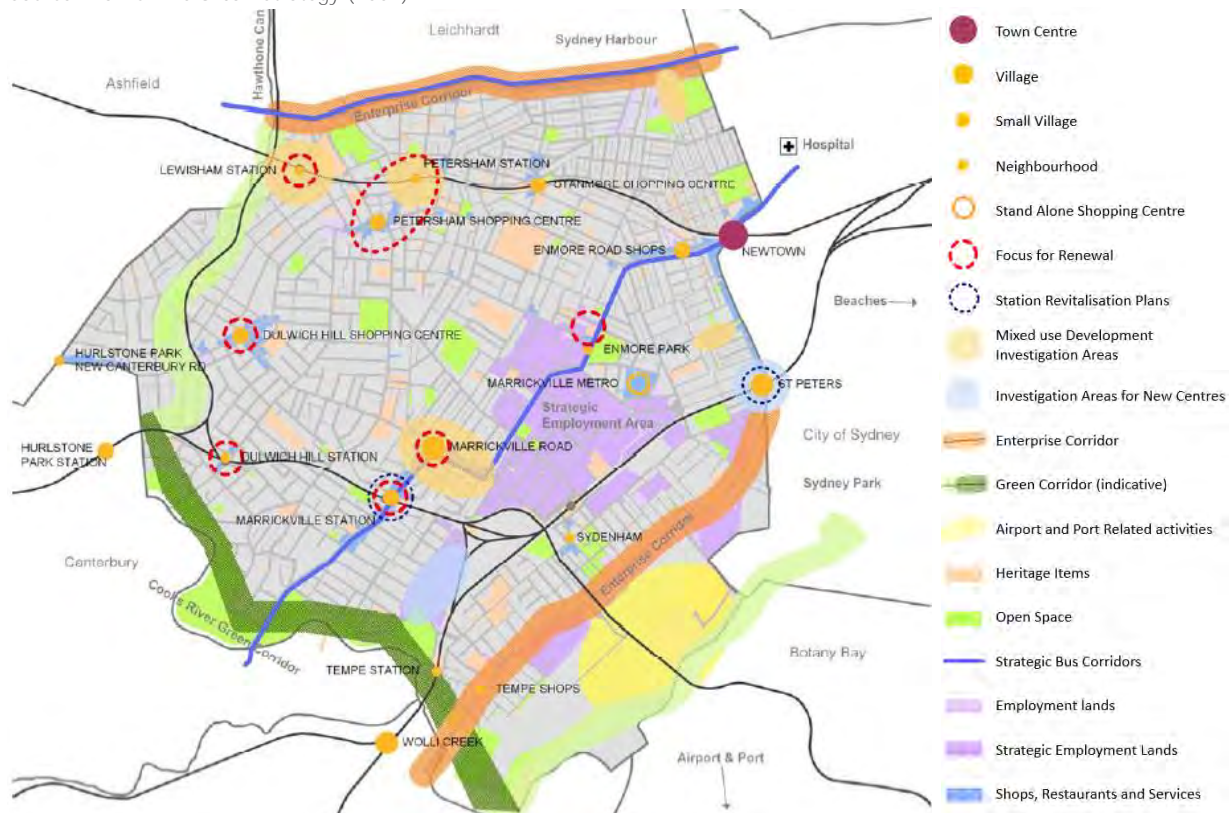 Leichhardt
Sydney Harbour
Hawthorne Can
Ashfield
Enterprise Corridor
Hospital
LEWISHAM STATION
PETERSHAM STATION
STANMORE SHOPPING CENTRE
PETERSHAM SHOPPING CENTRE
ENMORE ROAD SHOPS
NEWTOWN
Beaches
DULWICH HILL SHOPPING CENTRE
ENMORE PARK
HURLSTONE PARK
NEW CANTERBURY RD
MARRICKVILLE METRO
ST PETERS
Strategic
Employment Area
City of Sydney
MARRICKVILLE ROAD
HURLSTONE
PARK STATION
DULWICH HILL STATION
Sydney Park
MARRICKVILLE STATION
SYDENHAM
Enterprise Corridor
Canterbury
Cooks River Green Corridor
Botany Bay
TEMPE STATION
TEMPE SHOPS
WOLLI CREEK
Airport & Port
Town Centre
Village
Small Village
Neighbourhood
Stand Alone Shopping Centre
Focus for Renewal
Station Revitalisation Plans
Mixed use Development
Investigation Areas
Investigation Areas for New Centres
Enterprise Corridor
Green Corridor (indicative)
Airport and Port Related activities
Heritage Items
Open Space
Strategic Bus Corridors
Employment lands
Strategic Employment Lands
Shops, Restaurants and Services